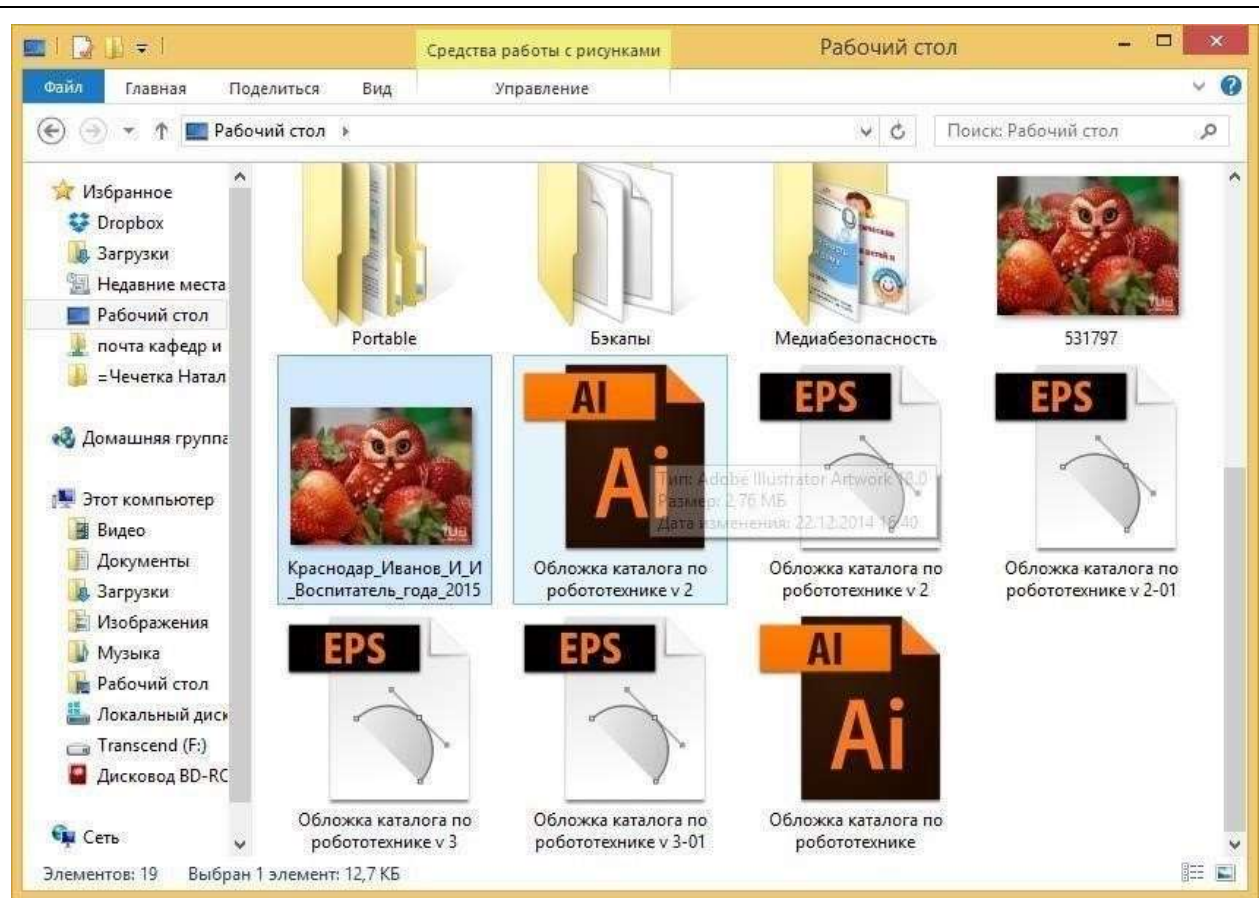 Средства работы с рисунками
Рабочий стол
Файл
Главная
Поделиться
Вид
Управление
Рабочий стол
Поиск: Рабочий стол
Избранное
Dropbox
Загрузки
Недавние места
Рабочий стол
почта кафедр и
=Чечетка Натал
Домашняя группа
Этот компьютер
Видео
Документы
Загрузки
Изображения
Музыка
Рабочий стол
Локальный диск
Transcend (F:)
Дисковод BD-RO
Сеть
Portable
Бэкапы
Медиабезопасность
531797
AI
Ai
EPS
EPS
Тип: Adobe Illustrator Artwork 18.0
Размер: 2,76 МБ
Дата изменения: 22.12.2014 16:40
Краснодар_Иванов_И_И
_Воспитатель_года_2015
Обложка каталога по
робототехнике v 2
Обложка каталога по
робототехнике v 2
Обложка каталога по
робототехнике v 2-01
EPS
EPS
AI
Ai
Обложка каталога по
робототехнике v 3
Обложка каталога по
робототехнике v 3-01
Обложка каталога по
робототехнике
Элементов: 19
Выбран 1 элемент: 12,7 КБ